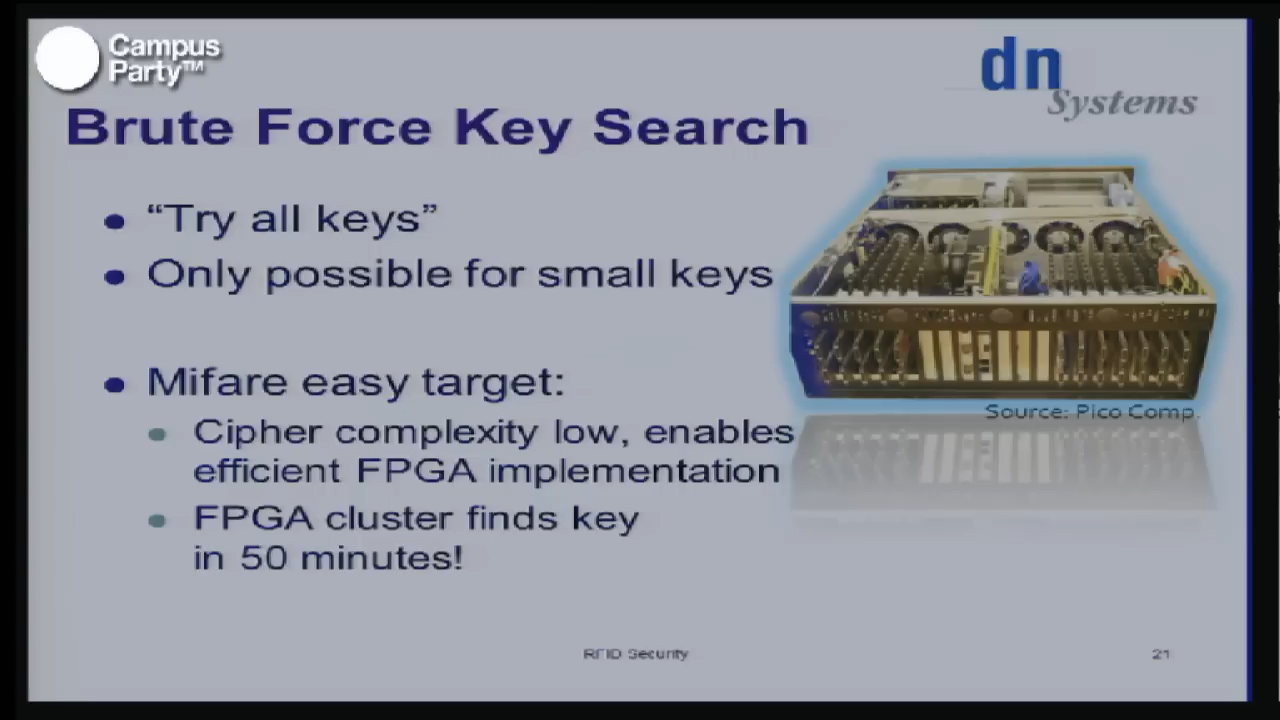 Campus
Party™
dn
Systems
Brute Force Key Search
“Try all keys”
Only possible for small keys
Mifare easy target:
Cipher complexity low, enables
efficient FPGA implementation
FPGA cluster finds key
in 50 minutes!
Source: Pico Comp.
RFID Security
21